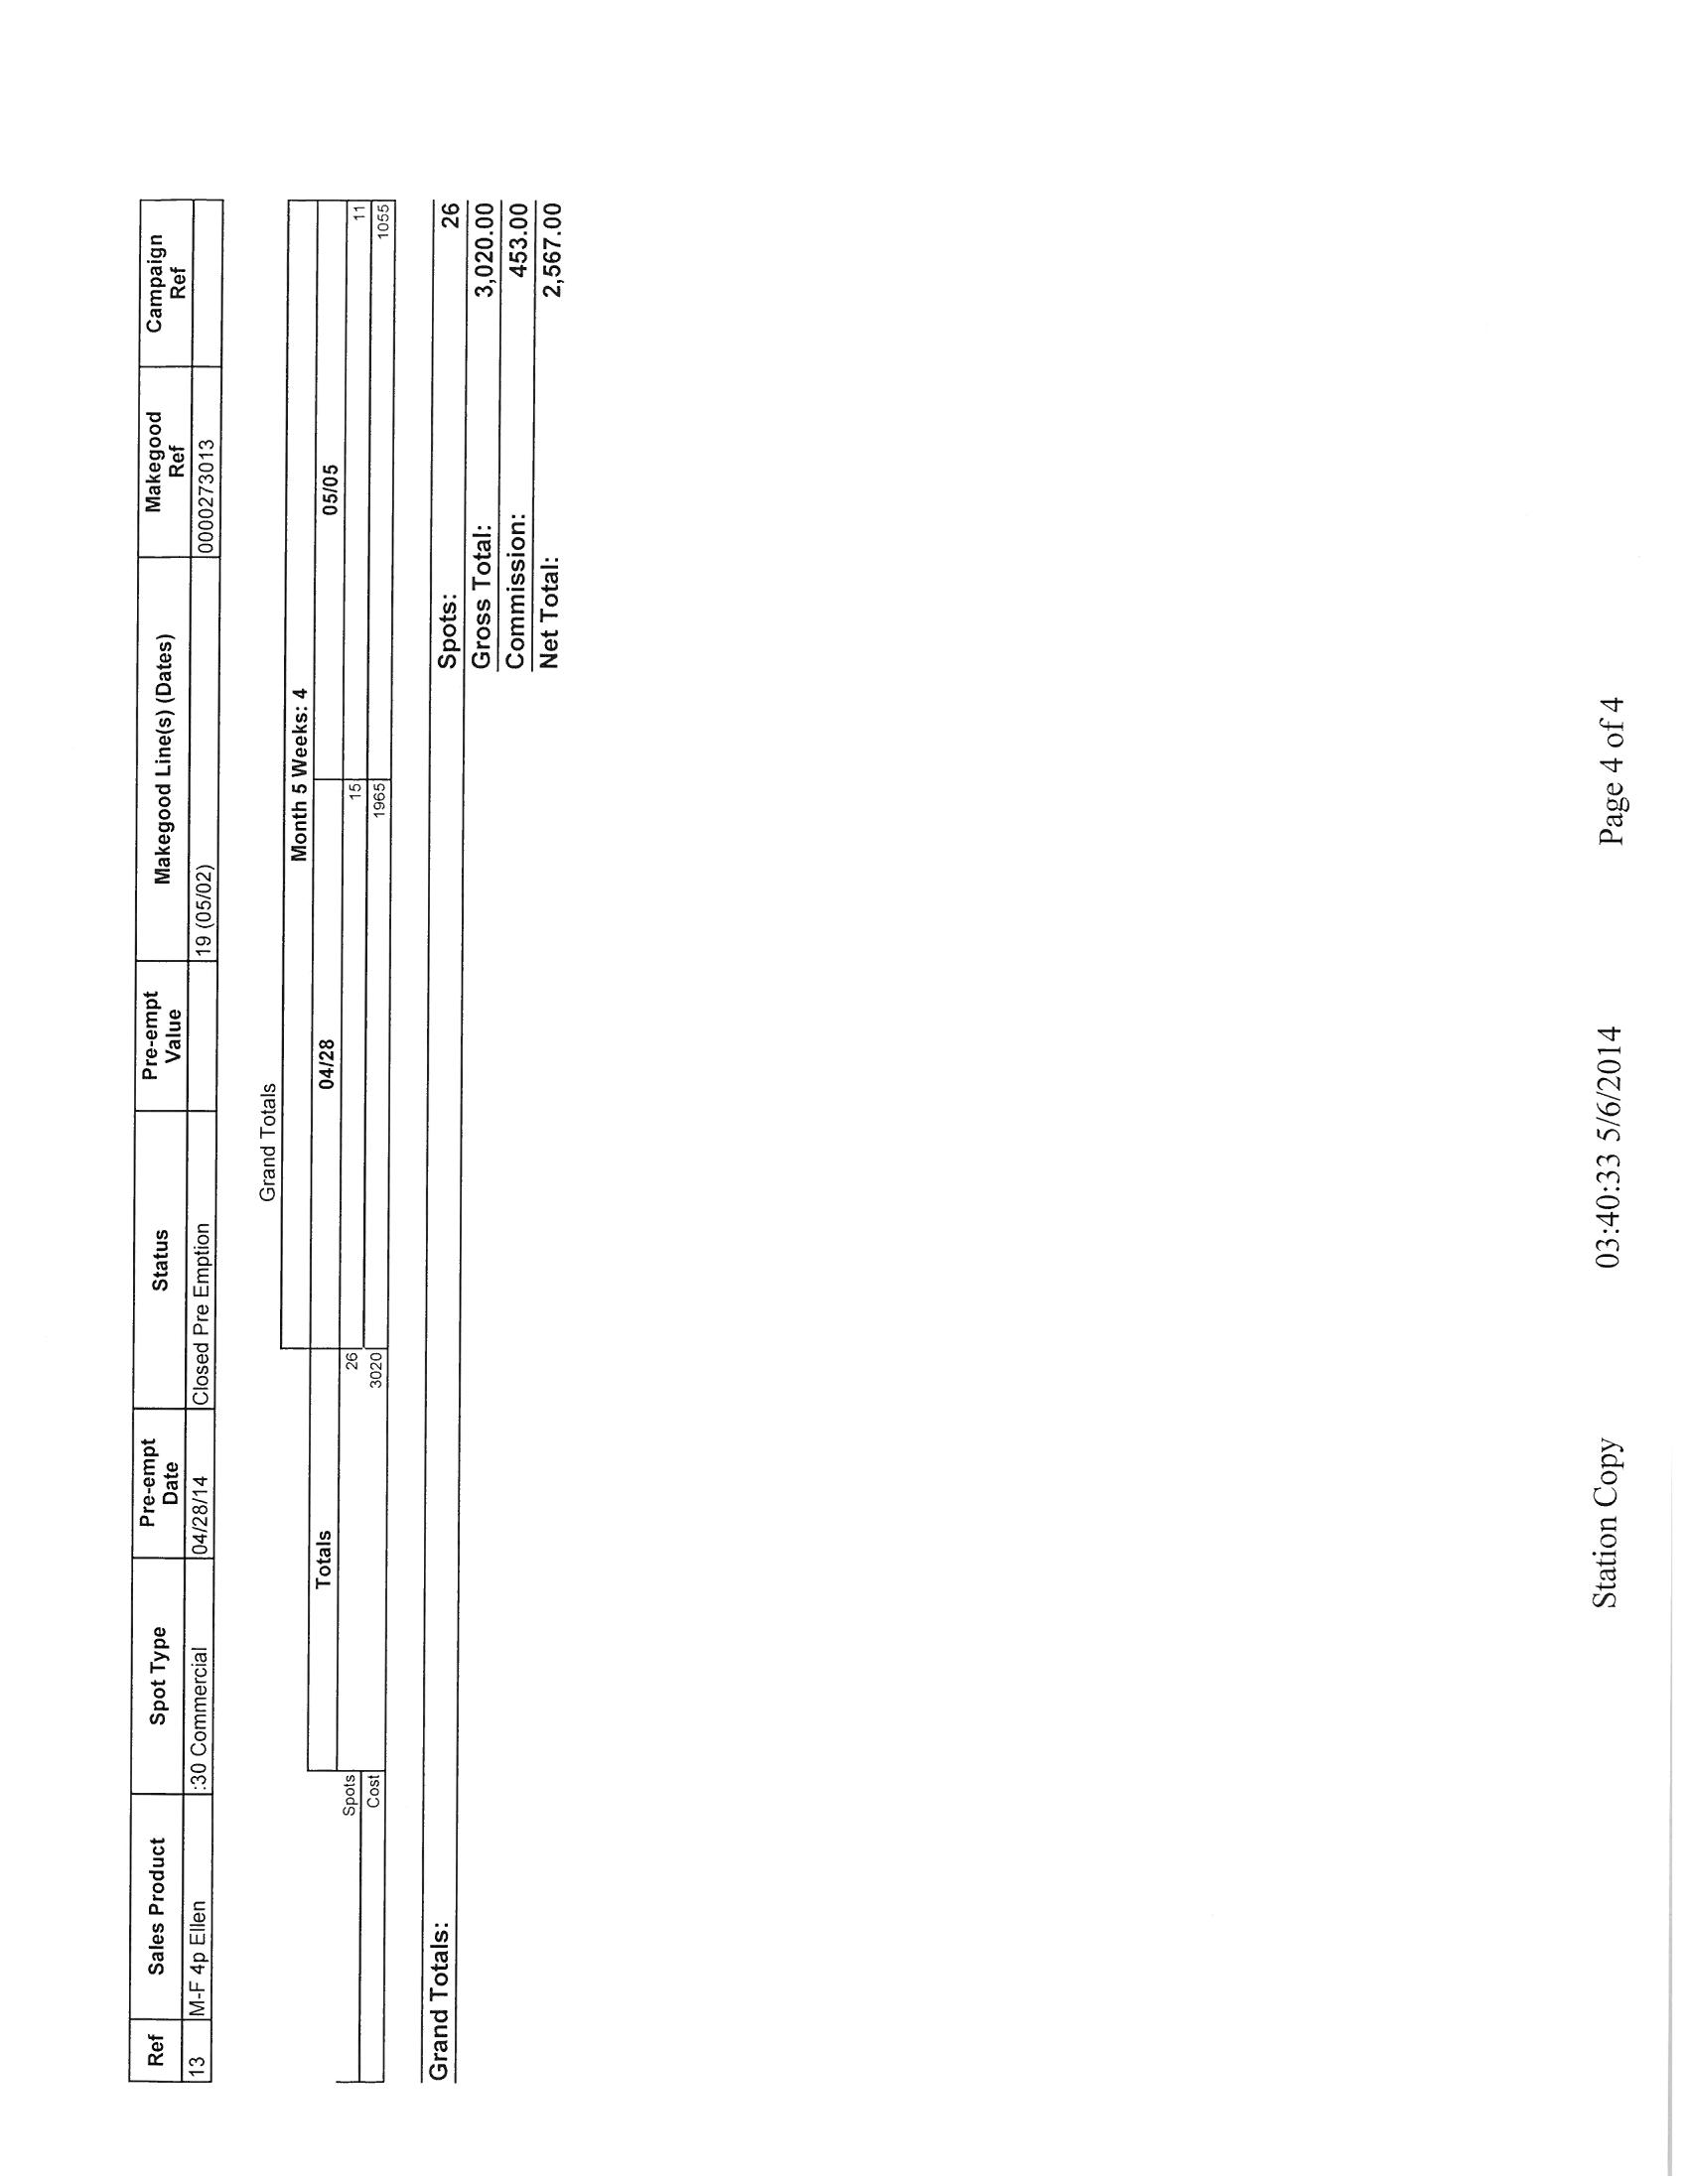 Ref Sales Product Spot Type Pre-empt Date Status Pre-empt Value Makegood Line(s) (Dates) Makegood Ref Campaign Ref
13 M-F 4p Ellen :30 Commercial 04/28/14 Closed Pre Emption 19 (05/02) 0000273013
Grand Totals
Month 5 Weeks: 4
Totals 04/28 05/05
Spots 26 15 11
Cost 3020 1965 1055
Grand Totals: Spots: 26
Gross Total: 3,020.00
Commission: 453.00
Net Total: 2,567.00
Station Copy 03:40:33 5/6/2014 Page 4 of 4